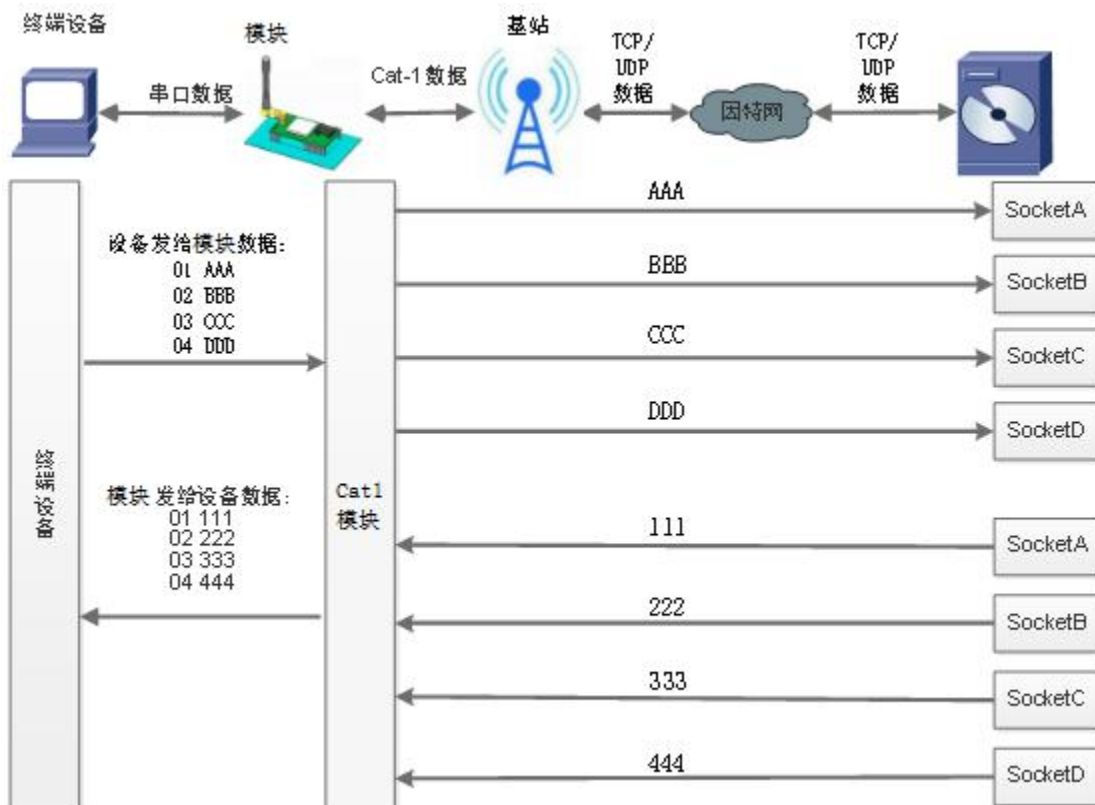 终端设备
模块
基站
TCP/
UDP
数据
TCP/
UDP
数据
串口数据
Cat-1数据
因特网
AAA
SocketA
设备发给模块数据：
01 AAA
02 BBB
03 CCC
04 DDD
BBB
SocketB
CCC
SocketC
DDD
SocketD
终端设备
模块 发给设备数据：
01 111
02 222
03 333
04 444
Cat1
模块
111
SocketA
222
SocketB
333
SocketC
444
SocketD